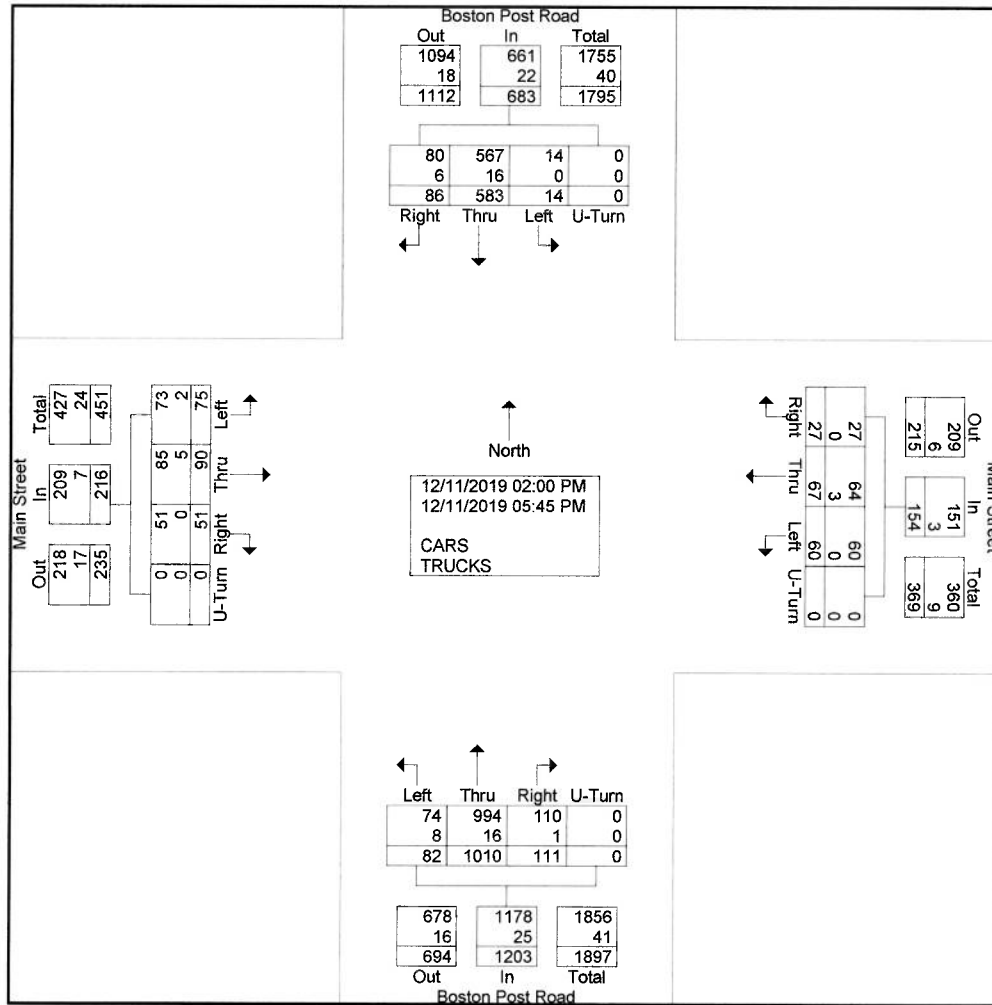 Boston Post Road
Out In Total
1094 661 1755
18 22 40
1112 683 1795
80 567 14 0
6 16 0 0
86 583 14 0
Right Thru Left U-Turn
Main Street
Total
427
24
451
In
209
7
216
Out
218
17
235
73
2
75
Left
85
5
90
Thru
51
0
51
Right
0
0
0
U-Turn
North
12/11/2019 02:00 PM
12/11/2019 05:45 PM
CARS
TRUCKS
Right
27
0
27
Thru
64
3
67
Left
60
0
60
U-Turn
0
0
0
Out
209
6
215
In
151
3
154
Total
360
9
369
Main Street
Left Thru Right U-Turn
74 994 110 0
8 16 1 0
82 1010 111 0
678 1178 1856
16 25 41
694 1203 1897
Out In Total
Boston Post Road